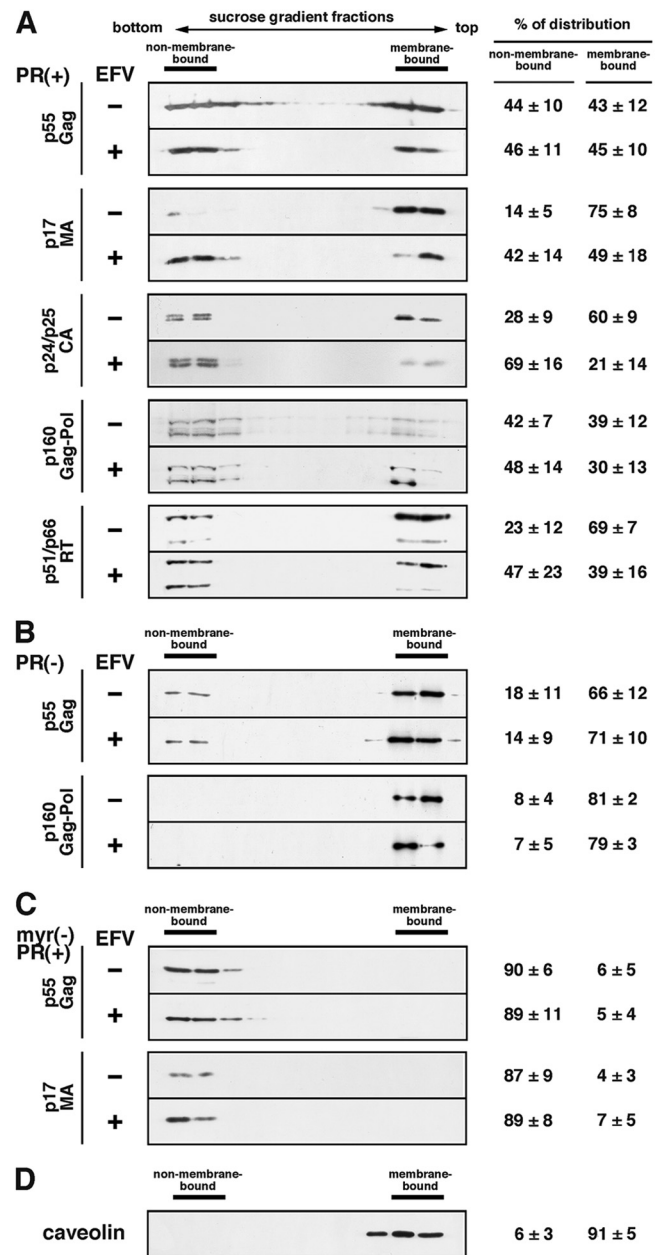 A
sucrose gradient fractions
bottom
top
% of distribution
non-membrane-
bound
membrane-
bound
non-membrane-
bound
membrane-
bound
PR(+) EFV
p55
Gag
− 44 ± 10 43 ± 12
+ 46 ± 11 45 ± 10
p17
MA
− 14 ± 5 75 ± 8
+ 42 ± 14 49 ± 18
p24/p25
CA
− 28 ± 9 60 ± 9
+ 69 ± 16 21 ± 14
p160
Gag-Pol
− 42 ± 7 39 ± 12
+ 48 ± 14 30 ± 13
p51/p66
RT
− 23 ± 12 69 ± 7
+ 47 ± 23 39 ± 16
B
non-membrane-
bound
membrane-
bound
PR(-) EFV
p55
Gag
− 18 ± 11 66 ± 12
+ 14 ± 9 71 ± 10
p160
Gag-Pol
− 8 ± 4 81 ± 2
+ 7 ± 5 79 ± 3
C
non-membrane-
bound
membrane-
bound
myr(-)
PR(+) EFV
p55
Gag
− 90 ± 6 6 ± 5
+ 89 ± 11 5 ± 4
p17
MA
− 87 ± 9 4 ± 3
+ 89 ± 8 7 ± 5
D
non-membrane-
bound
membrane-
bound
caveolin 6 ± 3 91 ± 5